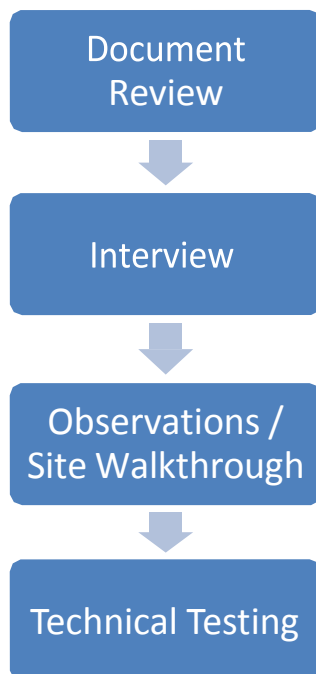 Document
Review
Interview
Observations /
Site Walkthrough
Technical Testing